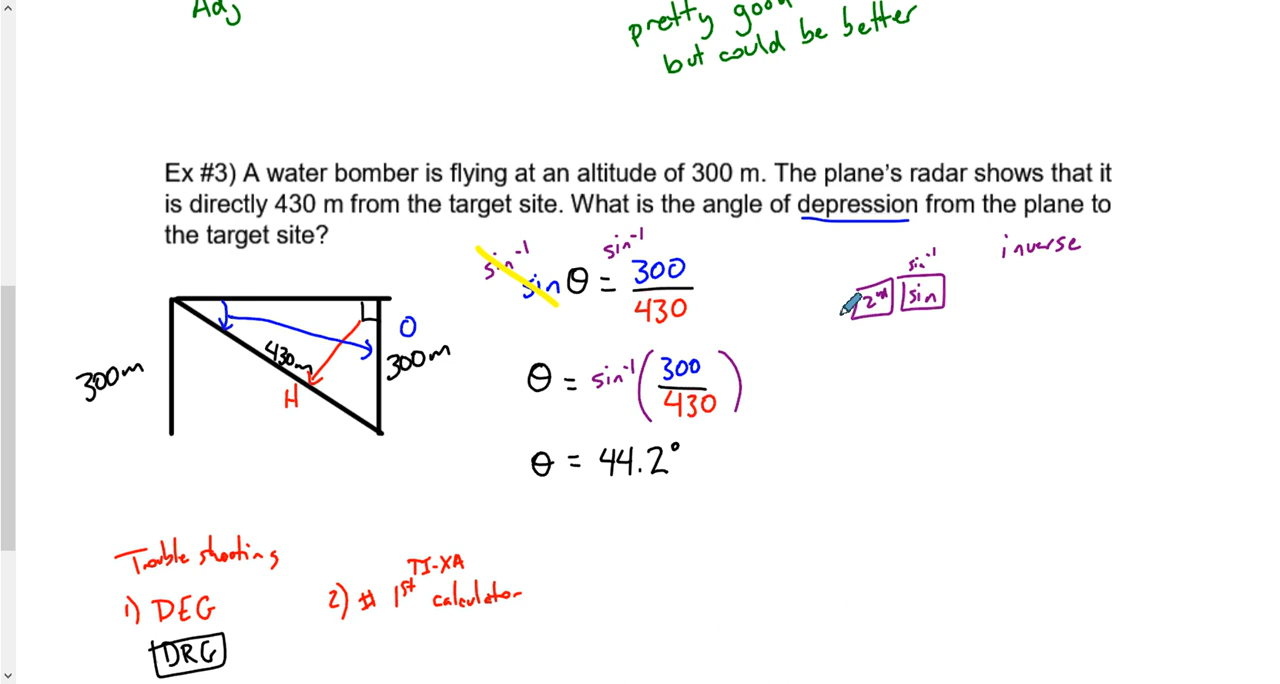 Adj
pretty good
but could be better
Ex #3) A water bomber is flying at an altitude of 300 m. The plane's radar shows that it
is directly 430 m from the target site. What is the angle of depression from the plane to
the target site?
inverse
sin⁻¹ sin θ = sin⁻¹ 300/430
sin⁻¹
2nd sin
O
300m
430m
300m
H
θ = sin⁻¹(300/430)
θ = 44.2°
Trouble shooting
1) DEG
DRG
TI-XA
2) # 1st calculator